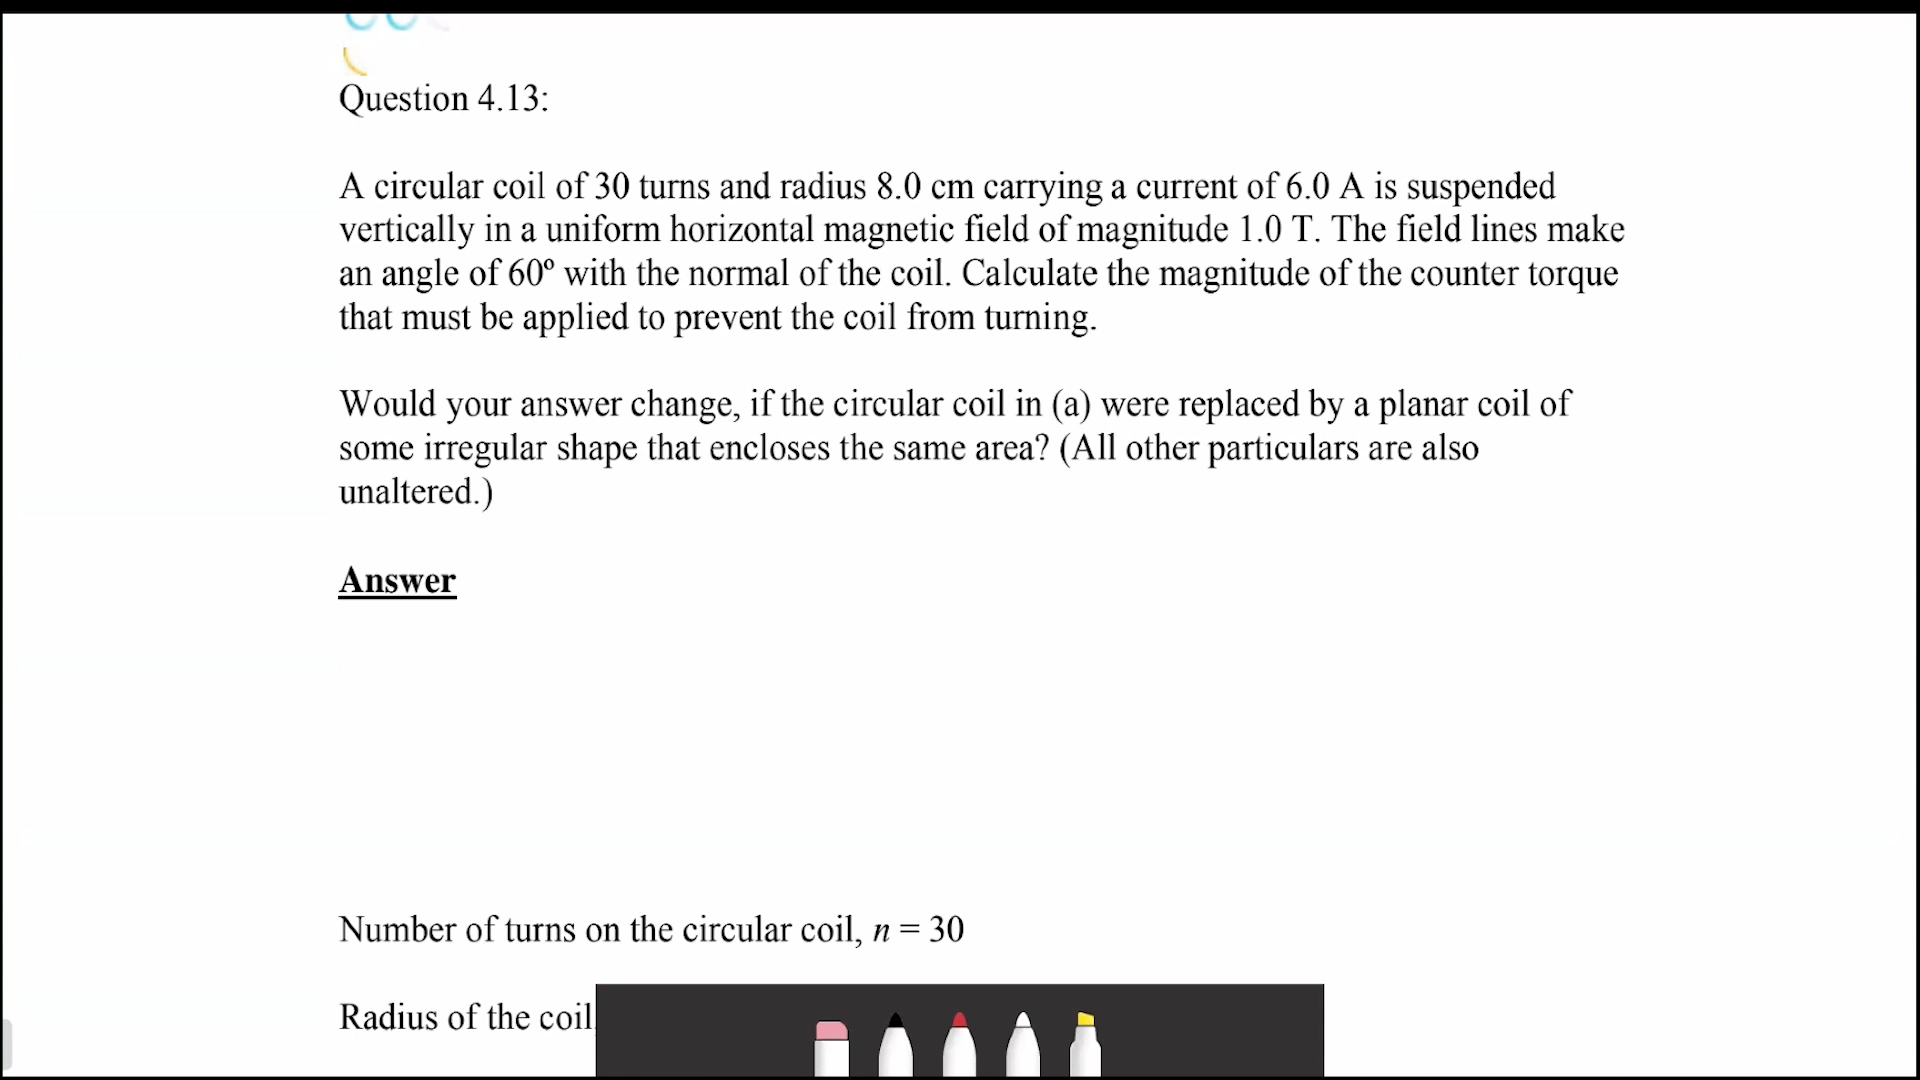 Question 4.13:
A circular coil of 30 turns and radius 8.0 cm carrying a current of 6.0 A is suspended
vertically in a uniform horizontal magnetic field of magnitude 1.0 T. The field lines make
an angle of 60º with the normal of the coil. Calculate the magnitude of the counter torque
that must be applied to prevent the coil from turning.
Would your answer change, if the circular coil in (a) were replaced by a planar coil of
some irregular shape that encloses the same area? (All other particulars are also
unaltered.)
Answer
Number of turns on the circular coil, n = 30
Radius of the coil